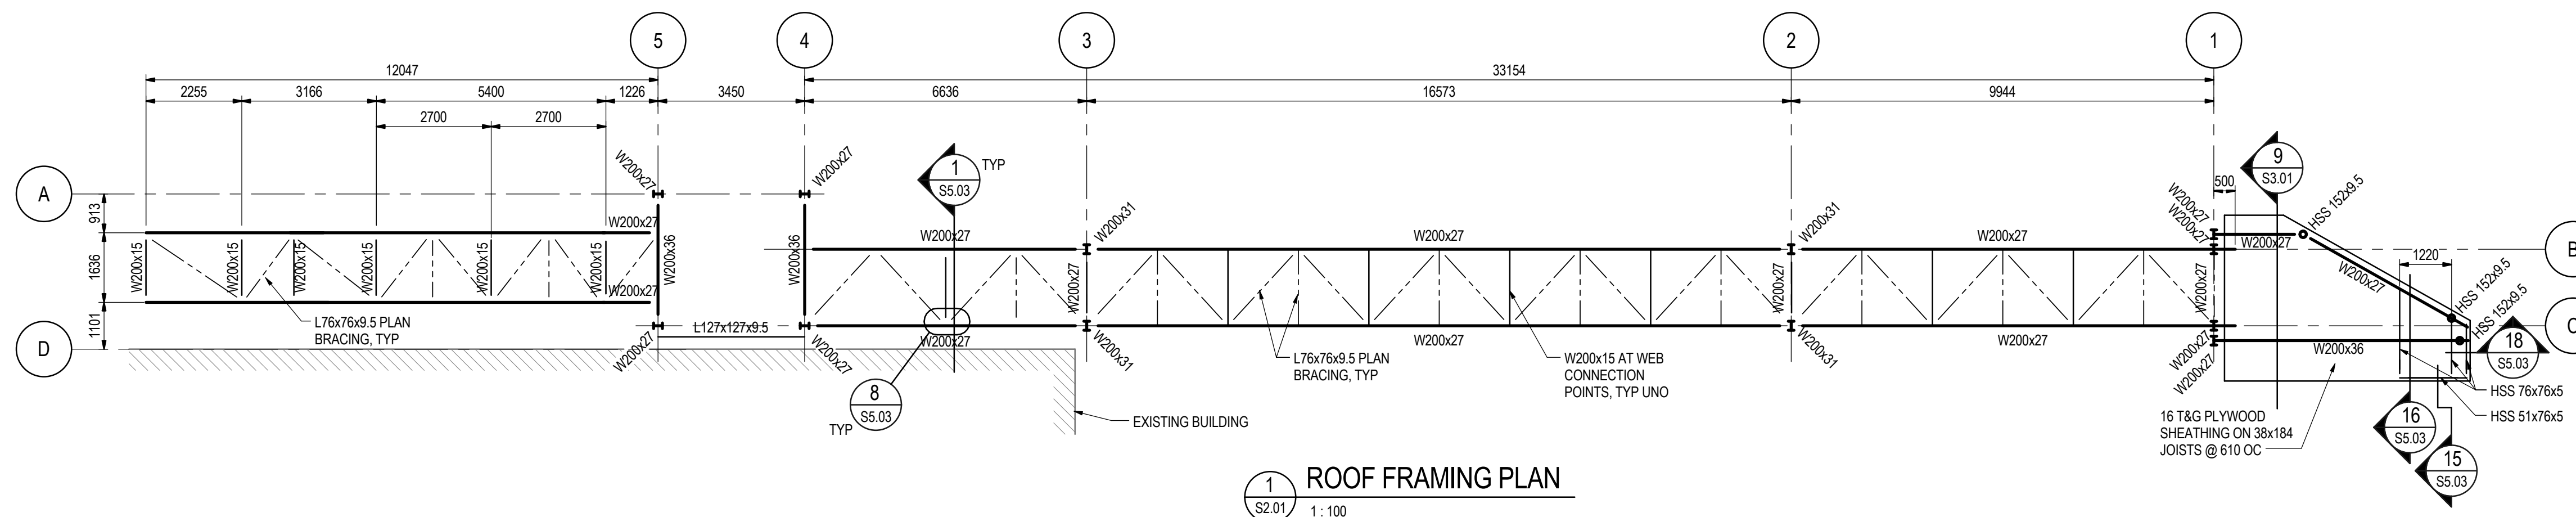 5
4
3
2
1
12047
33154
2255
3166
5400
1226
3450
6636
16573
9944
2700
2700
A
913
1636
1101
D
W200x27
W200x27
1
S5.03
TYP
W200x31
W200x31
W200x27
W200x27
9
S3.01
500
HSS 152x9.5
B
C
W200x27
W200x27
W200x27
W200x27
W200x27
W200x15
W200x15
W200x15
W200x15
W200x15
W200x15
W200x36
W200x36
W200x27
W200x27
W200x27
W200x27
1220
W200x27
HSS 152x9.5
HSS 152x9.5
W200x27
L127x127x9.5
W200x27
W200x27
W200x27
W200x31
W200x27
W200x31
W200x27
W200x27
W200x27
W200x36
18
S5.03
L76x76x9.5 PLAN
BRACING, TYP
L76x76x9.5 PLAN
BRACING, TYP
W200x15 AT WEB
CONNECTION
POINTS, TYP UNO
8
S5.03
TYP
EXISTING BUILDING
HSS 76x76x5
HSS 51x76x5
16 T&G PLYWOOD
SHEATHING ON 38x184
JOISTS @ 610 OC
16
S5.03
15
S5.03
1
S2.01
ROOF FRAMING PLAN
1 : 100